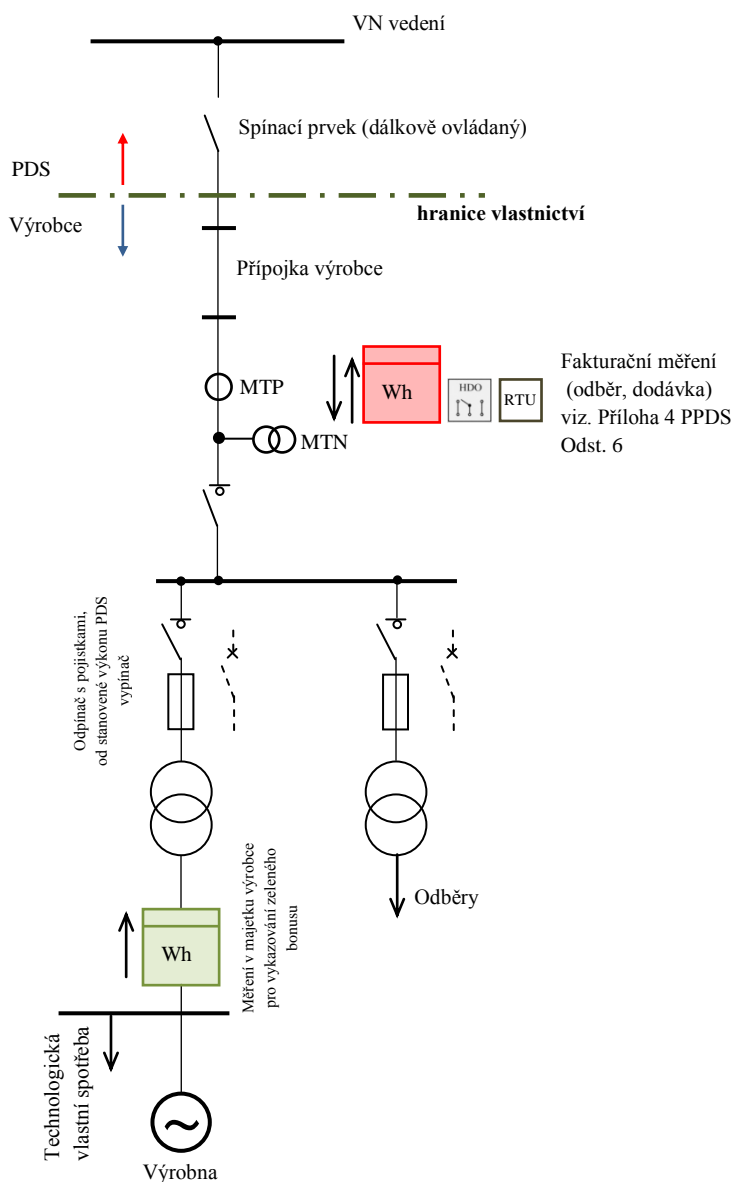 VN vedení
Spínací prvek (dálkově ovládaný)
PDS
hranice vlastnictví
Výrobce
Přípojka výrobce
MTP
Wh
HDO
RTU
Fakturační měření
(odběr, dodávka)
viz. Příloha 4 PPDS
Odst. 6
MTN
Odpínač s pojistkami,
od stanovené výkonu PDS
vypínač
Odběry
Wh
Měření v majetku výrobce
pro vykazování zeleného
bonusu
Technologická
vlastní spotřeba
~
Výrobna